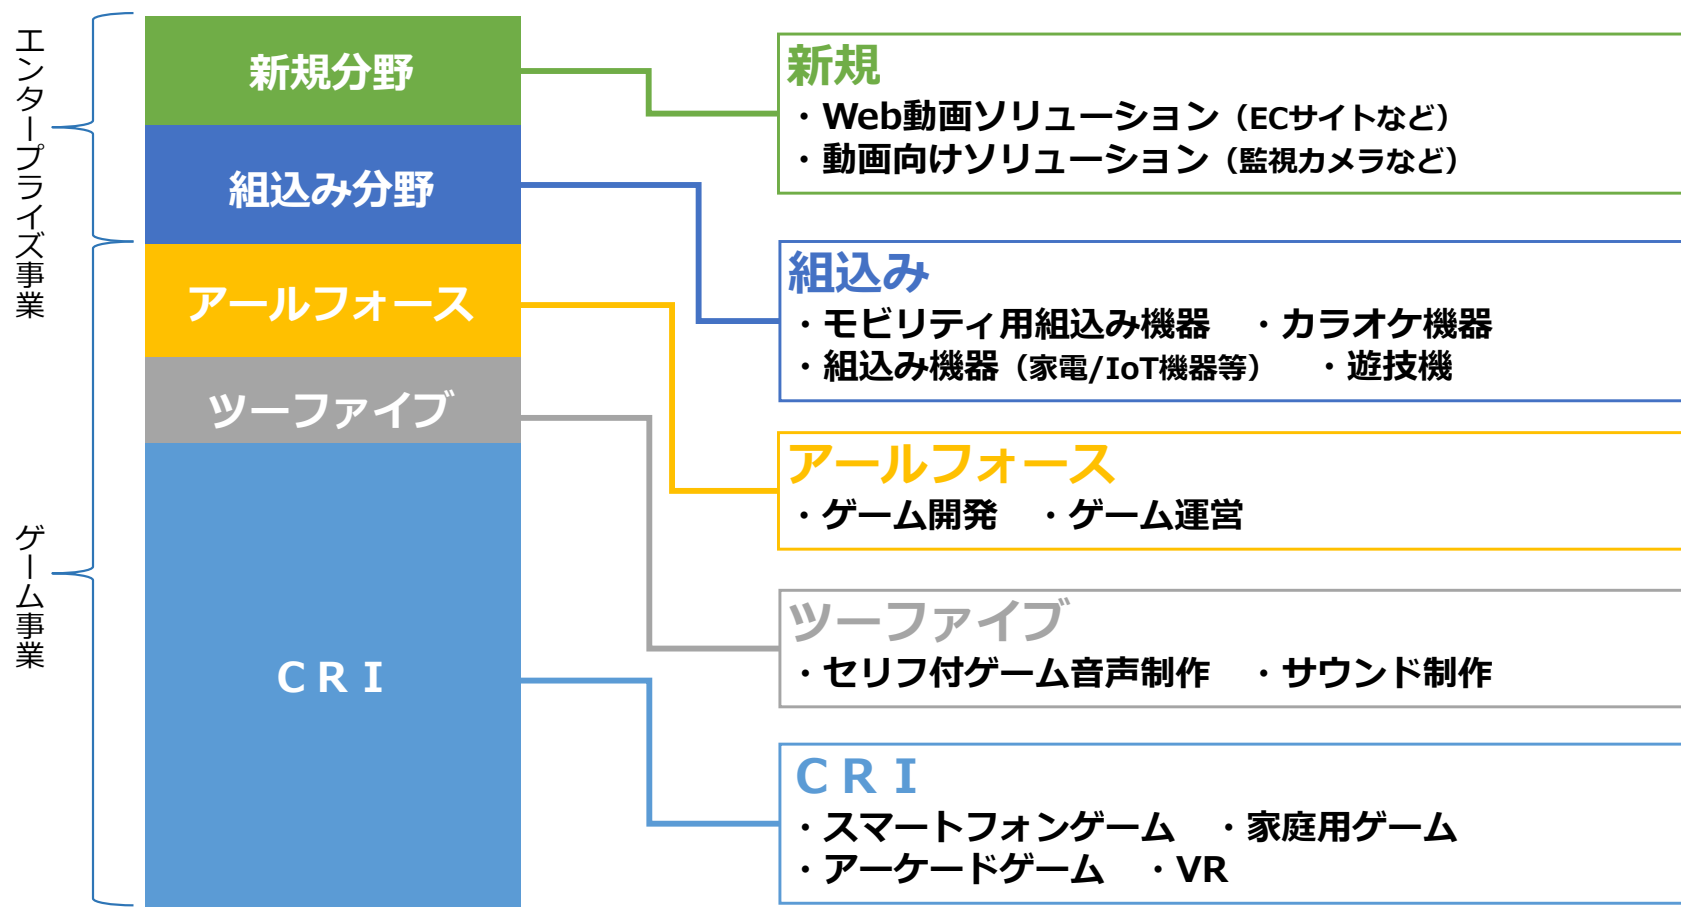 エンタープライズ事業
ゲーム事業
新規分野
組込み分野
アールフォース
ツーファイブ
ＣＲＩ
新規
・Web動画ソリューション（ECサイトなど）
・動画向けソリューション（監視カメラなど）
組込み
・モビリティ用組込み機器　・カラオケ機器
・組込み機器（家電/IoT機器等）　・遊技機
アールフォース
・ゲーム開発　・ゲーム運営
ツーファイブ
・セリフ付ゲーム音声制作　・サウンド制作
ＣＲＩ
・スマートフォンゲーム　・家庭用ゲーム
・アーケードゲーム　・VR